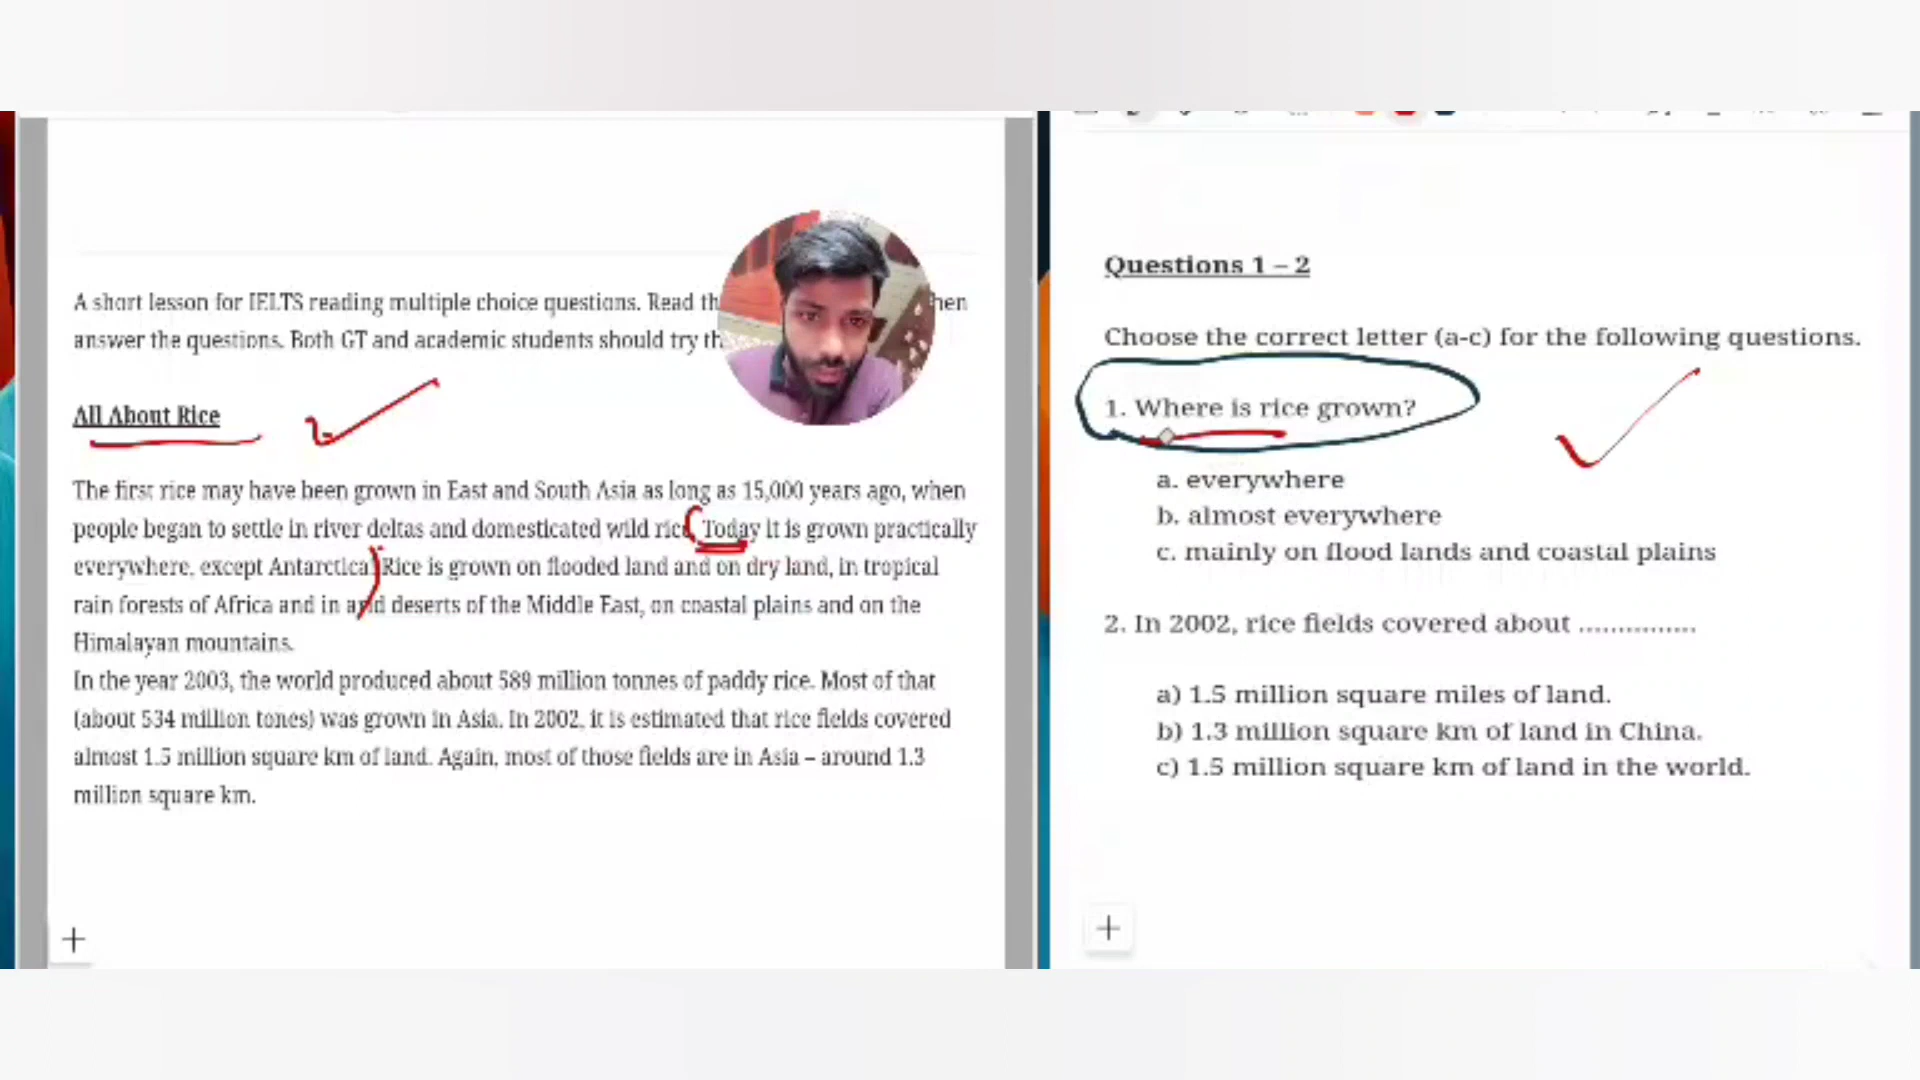 A short lesson for IELTS reading multiple choice questions. Read th hen
answer the questions. Both GT and academic students should try th
All About Rice
The first rice may have been grown in East and South Asia as long as 15,000 years ago, when
people began to settle in river deltas and domesticated wild rice Today it is grown practically
everywhere, except Antarctica Rice is grown on flooded land and on dry land, in tropical
rain forests of Africa and in arid deserts of the Middle East, on coastal plains and on the
Himalayan mountains.
In the year 2003, the world produced about 589 million tonnes of paddy rice. Most of that
(about 534 million tones) was grown in Asia. In 2002, it is estimated that rice fields covered
almost 1.5 million square km of land. Again, most of those fields are in Asia – around 1.3
million square km.
Questions 1 – 2
Choose the correct letter (a-c) for the following questions.
1. Where is rice grown?
a. everywhere
b. almost everywhere
c. mainly on flood lands and coastal plains
2. In 2002, rice fields covered about ...............
a) 1.5 million square miles of land.
b) 1.3 million square km of land in China.
c) 1.5 million square km of land in the world.